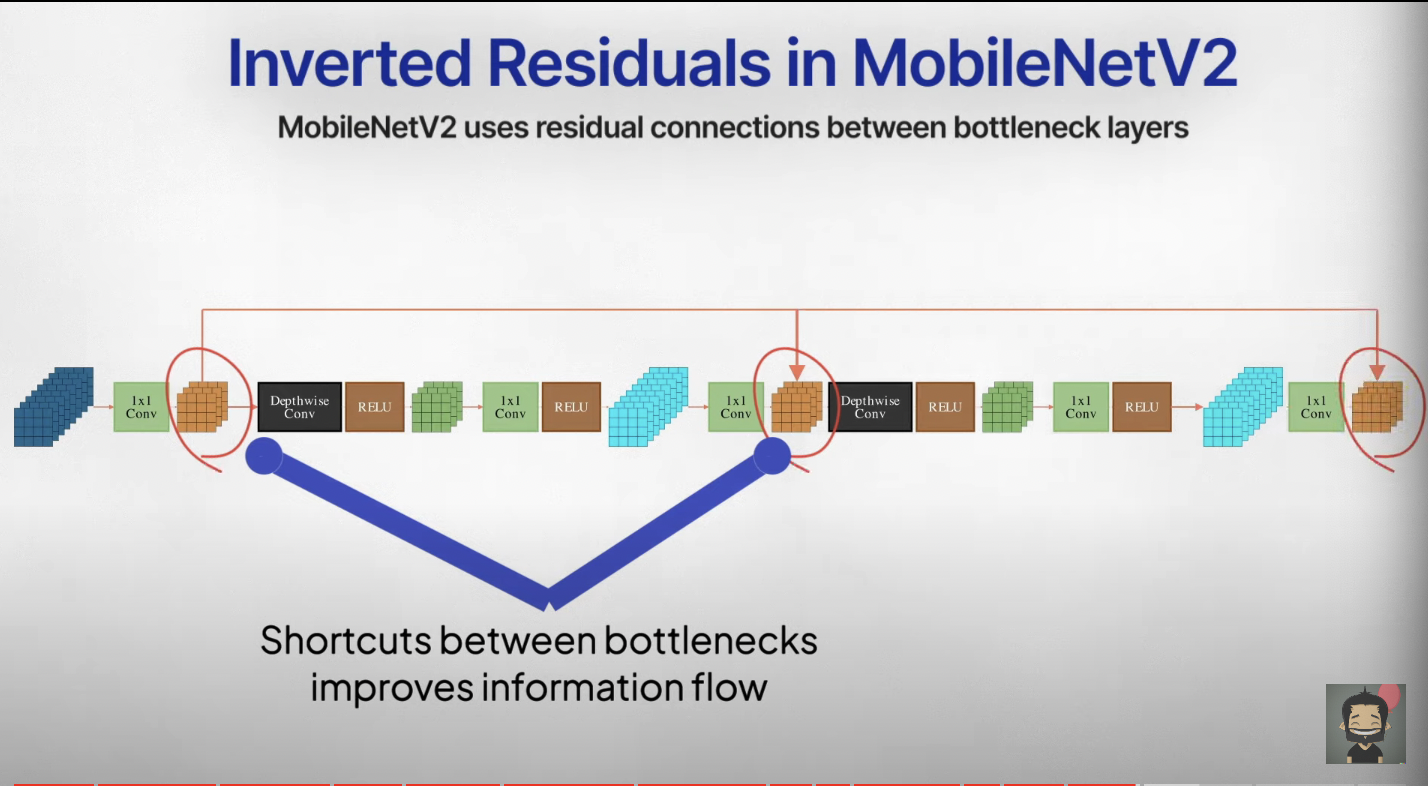 Inverted Residuals in MobileNetV2
MobileNetV2 uses residual connections between bottleneck layers
1x1
Conv
Depthwise
Conv
RELU
1x1
Conv
RELU
1x1
Conv
Depthwise
Conv
RELU
1x1
Conv
RELU
1x1
Conv
Shortcuts between bottlenecks
improves information flow